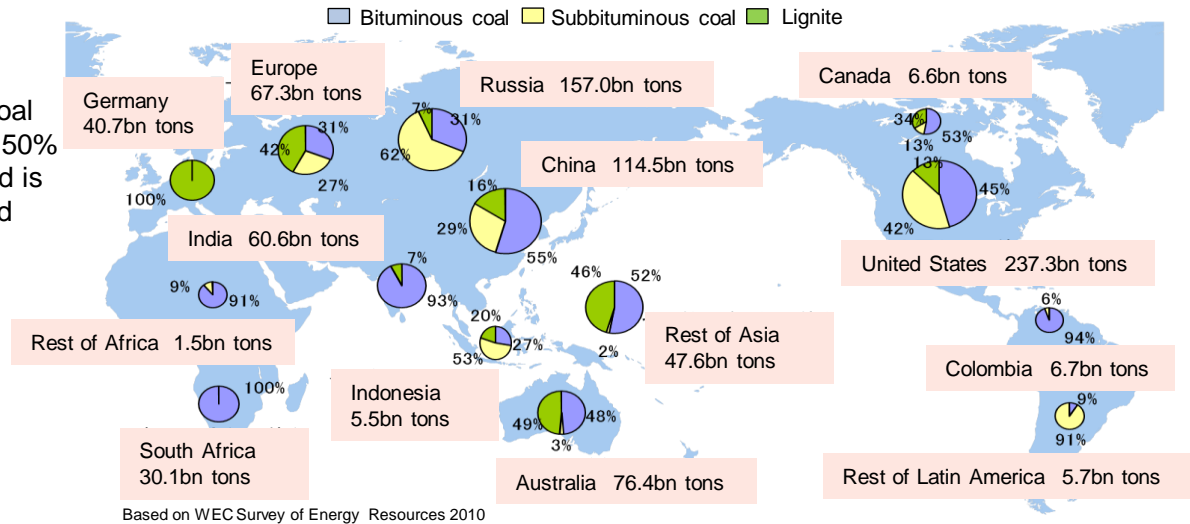 Bituminous coal Subbituminous coal Lignite
Europe
67.3bn tons
Russia 157.0bn tons
Canada 6.6bn tons
Germany
40.7bn tons
oal
50%
d is
d
31%
42%
27%
7%
31%
62%
34%
53%
13%
China 114.5bn tons
16%
29%
55%
13%
45%
42%
100%
India 60.6bn tons
7%
93%
United States 237.3bn tons
9%
91%
Rest of Africa 1.5bn tons
46%
52%
2%
Rest of Asia
47.6bn tons
6%
94%
Colombia 6.7bn tons
20%
27%
53%
Indonesia
5.5bn tons
100%
South Africa
30.1bn tons
49%
48%
3%
Australia 76.4bn tons
9%
91%
Rest of Latin America 5.7bn tons
Based on WEC Survey of Energy Resources 2010